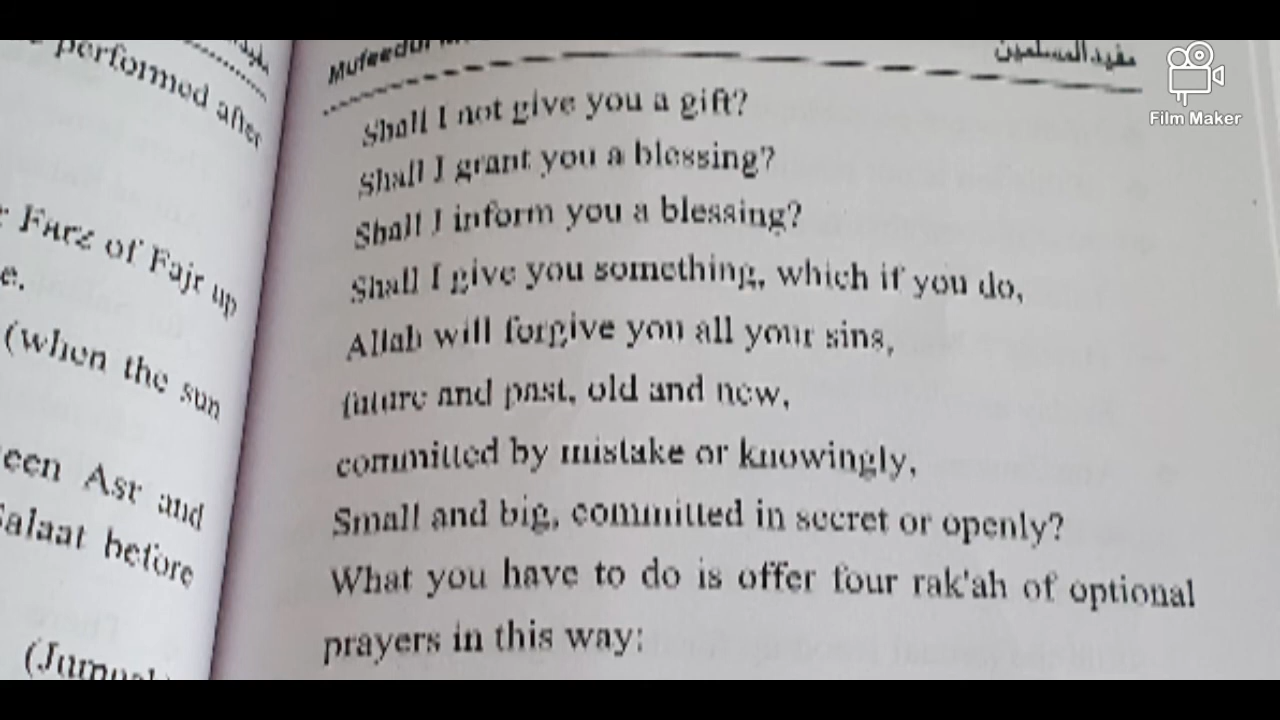 performed after
Farz of Fajr up
e.
(when the sun
een Asr and
Salaat before
Mufeedul
مفيد المسلمين
Shall I not give you a gift?
Shall I grant you a blessing?
Shall I inform you a blessing?
Shall I give you something, which if you do,
Allah will forgive you all your sins,
future and past, old and new,
committed by mistake or knowingly,
Small and big, committed in secret or openly?
What you have to do is offer four rak'ah of optional
prayers in this way:
Film Maker